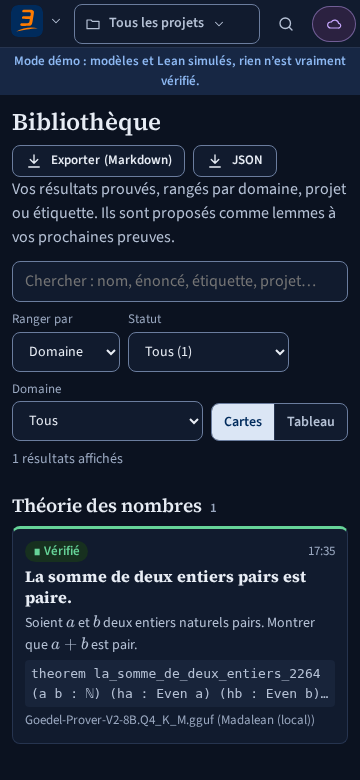 Tous les projets
Mode démo : modèles et Lean simulés, rien n’est vraiment
vérifié.
Bibliothèque
Exporter (Markdown) JSON
Vos résultats prouvés, rangés par domaine, projet
ou étiquette. Ils sont proposés comme lemmes à
vos prochaines preuves.
Chercher : nom, énoncé, étiquette, projet…
Ranger par Statut
Domaine Tous (1)
Domaine
Tous Cartes Tableau
1 résultats affichés
Théorie des nombres 1
Vérifié 17:35
La somme de deux entiers pairs est
paire.
Soient a et b deux entiers naturels pairs. Montrer
que a + b est pair.
theorem la_somme_de_deux_entiers_2264
(a b : ℕ) (ha : Even a) (hb : Even b)…
Goedel-Prover-V2-8B.Q4_K_M.gguf (Madalean (local))